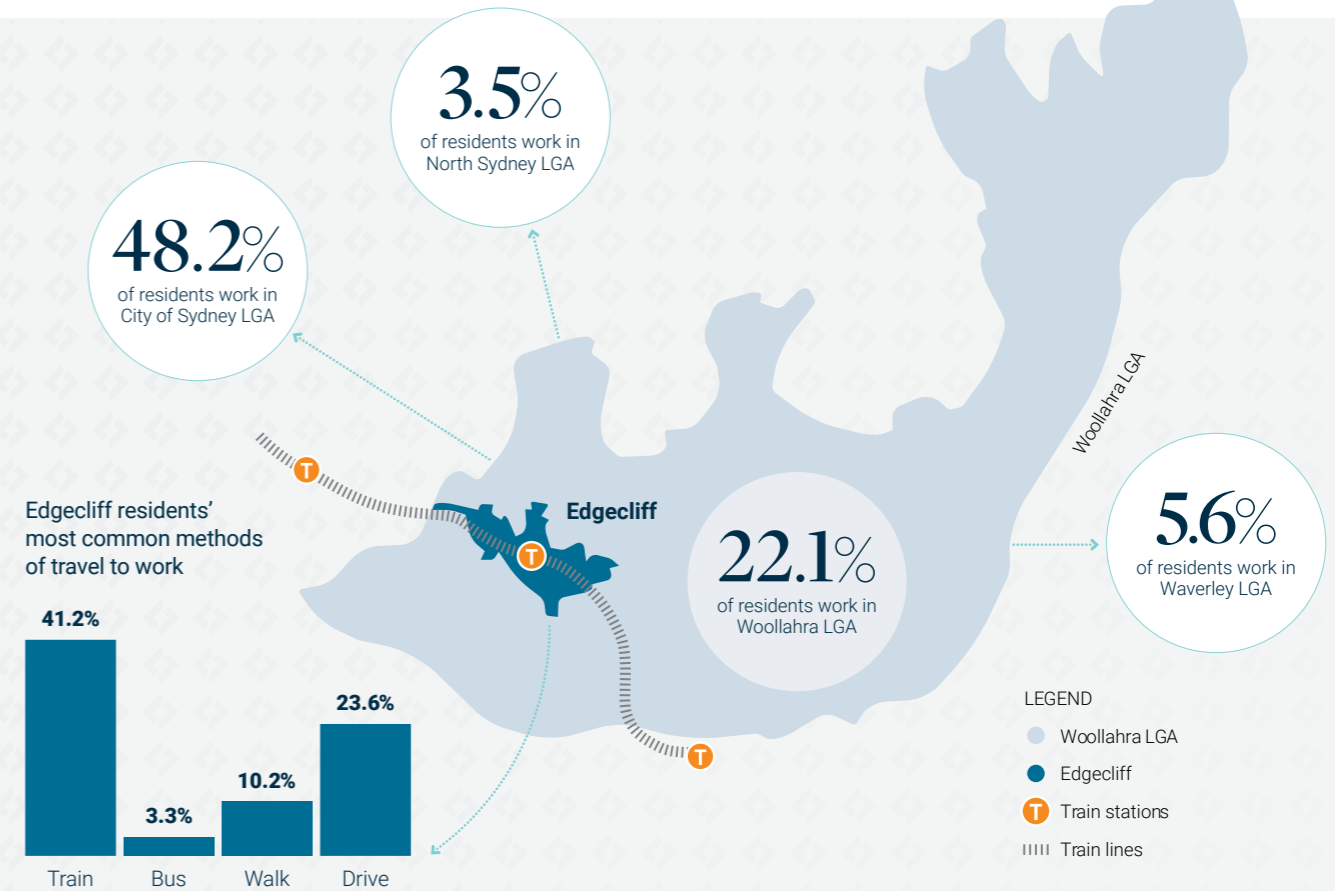 3.5%
of residents work in
North Sydney LGA
48.2%
of residents work in
City of Sydney LGA
Woollahra LGA
Edgecliff
T
T
T
22.1%
of residents work in
Woollahra LGA
5.6%
of residents work in
Waverley LGA
Edgecliff residents’
most common methods
of travel to work
41.2%
3.3%
10.2%
23.6%
Train
Bus
Walk
Drive
LEGEND
Woollahra LGA
Edgecliff
T Train stations
Train lines